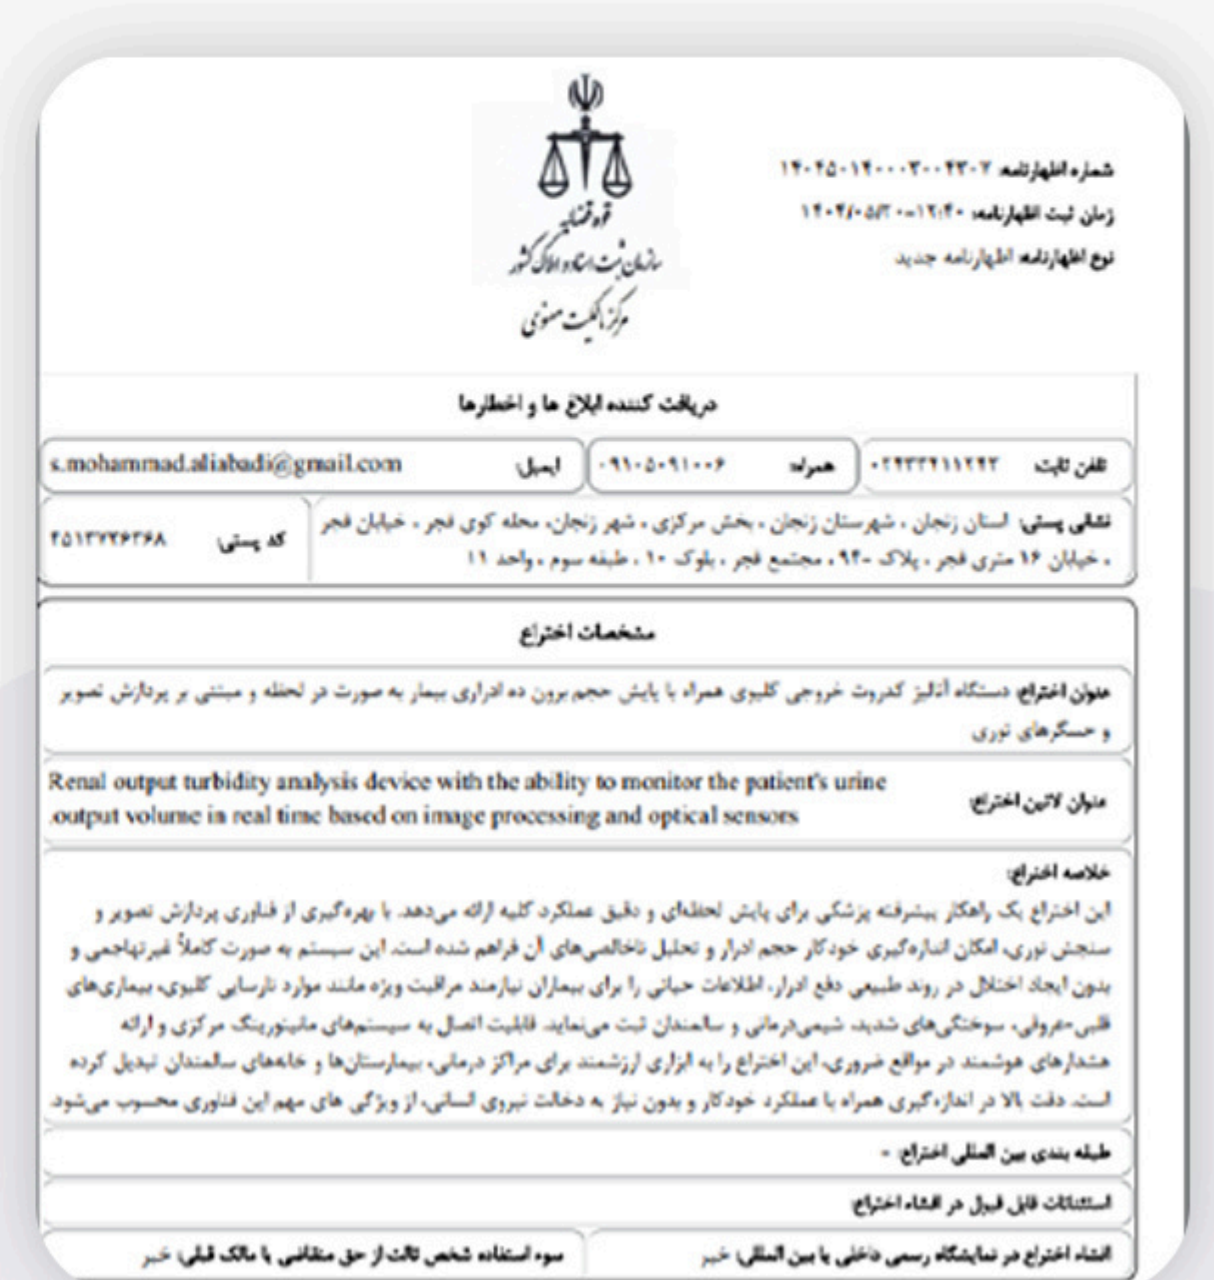 قوه قضائیه
سازمان ثبت اسناد و املاک کشور
مرکز مالکیت معنوی
شماره اظهارنامه: ۱۴۰۴۵۰۱۴۰۰۰۳۰۰۴۳۰۷
زمان ثبت اظهارنامه: ۱۲:۴۰-۱۴۰۴/۰۵/۲۰
نوع اظهارنامه: اظهارنامه جدید
دریافت کننده ابلاغ ها و اخطارها
تلفن ثابت: ۰۲۴۳۳۴۱۱۲۴۳ همراه: ۰۹۱۰۵۰۹۱۰۰۶ ایمیل: s.mohammad.aliabadi@gmail.com
نشانی پستی: استان زنجان ، شهرستان زنجان ، بخش مرکزی ، شهر زنجان، محله کوی فجر ، خیابان فجر
، خیابان ۱۶ متری فجر ، پلاک -۹۴ ، مجتمع فجر ، بلوک ۱۰ ، طبقه سوم ، واحد ۱۱
کد پستی:
مشخصات اختراع
عنوان اختراع: دستگاه آنالیز کدروت خروجی کلیوی همراه با پایش حجم برون ده ادراری بیمار به صورت در لحظه و مبتنی بر پردازش تصویر
و حسگرهای نوری
عنوان لاتین اختراع:
Renal output turbidity analysis device with the ability to monitor the patient's urine
output volume in real time based on image processing and optical sensors.
خلاصه اختراع:
این اختراع یک راهکار پیشرفته پزشکی برای پایش لحظه‌ای و دقیق عملکرد کلیه ارائه می‌دهد. با بهره‌گیری از فناوری پردازش تصویر و
سنجش نوری، امکان اندازه‌گیری خودکار حجم ادرار و تحلیل ناخالصی‌های آن فراهم شده است. این سیستم به صورت کاملاً غیرتهاجمی و
بدون ایجاد اختلال در روند طبیعی دفع ادرار، اطلاعات حیاتی را برای بیماران نیازمند مراقبت ویژه مانند موارد نارسایی کلیوی، بیماری‌های
قلبی-عروقی، سوختگی‌های شدید، شیمی‌درمانی و سالمندان ثبت می‌نماید. قابلیت اتصال به سیستم‌های مانیتورینگ مرکزی و ارائه
هشدارهای هوشمند در مواقع ضروری، این اختراع را به ابزاری ارزشمند برای مراکز درمانی، بیمارستان‌ها و خانه‌های سالمندان تبدیل کرده
است. دقت بالا در اندازه‌گیری همراه با عملکرد خودکار و بدون نیاز به دخالت نیروی انسانی، از ویژگی های مهم این فناوری محسوب می‌شود.
طبقه بندی بین المللی اختراع: -
استثنائات قابل قبول در افشاء اختراع:
افشاء اختراع در نمایشگاه رسمی داخلی یا بین المللی: خیر
سوء استفاده شخص ثالث از حق متقاضی یا مالک قبلی: خیر